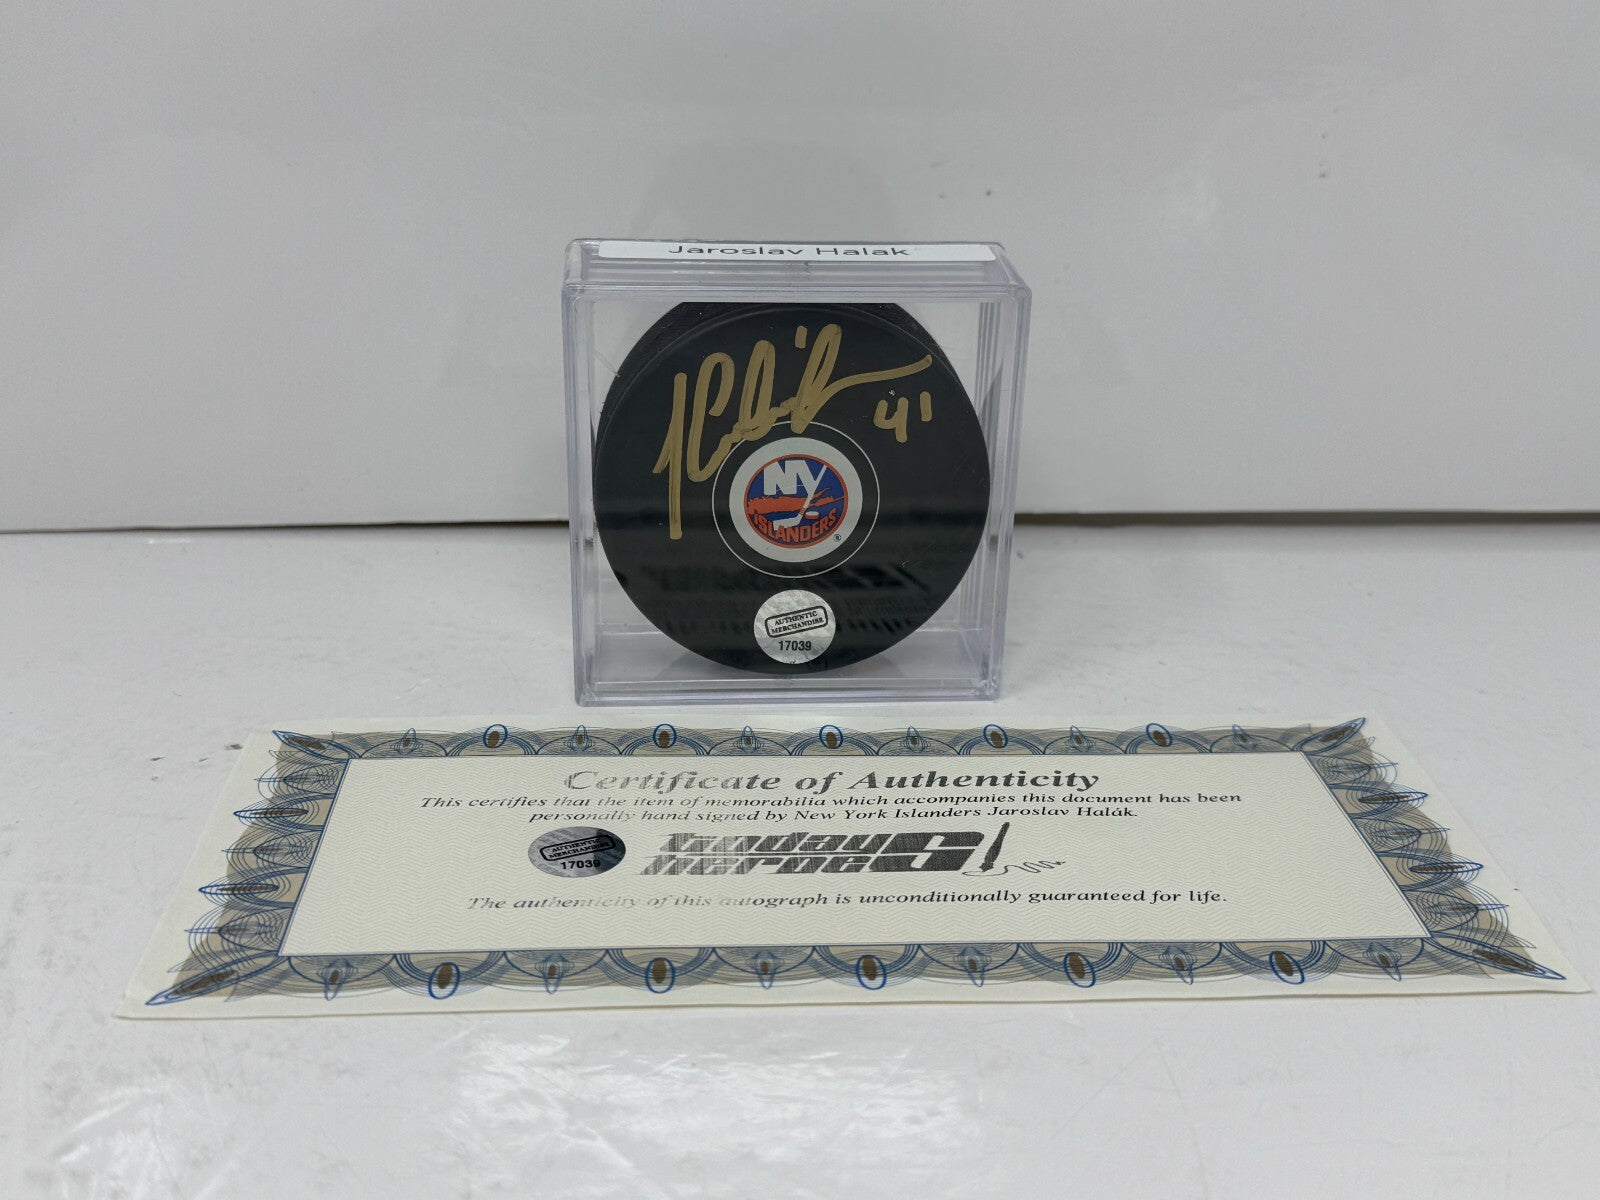 Jaroslav Halak
41
NY
ISLANDERS
®
AUTHENTIC
MERCHANDISE
17039
Certificate of Authenticity
This certifies that the item of memorabilia which accompanies this document has been
personally hand signed by New York Islanders Jaroslav Halák.
AUTHENTIC
MERCHANDISE
17039
frinday
heroes
The authenticity of this autograph is unconditionally guaranteed for life.